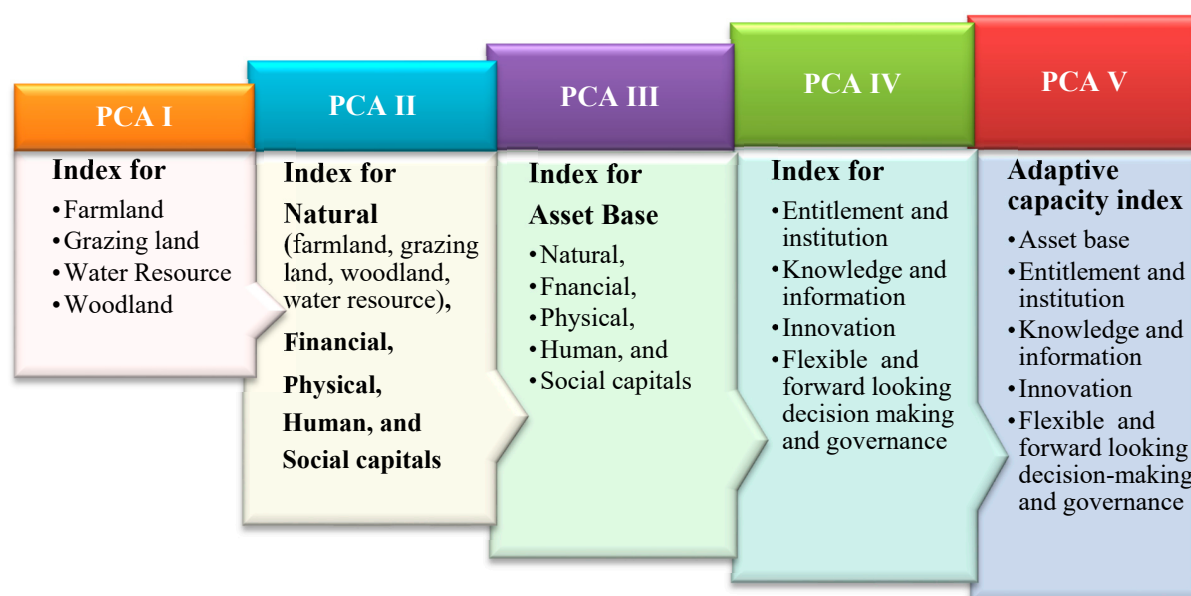 PCA I
Index for
•Farmland
•Grazing land
•Water Resource
•Woodland
PCA II
Index for
Natural
(farmland, grazing
land, woodland,
water resource),
Financial,
Physical,
Human, and
Social capitals
PCA III
Index for
Asset Base
•Natural,
•Fnancial,
•Physical,
•Human, and
•Social capitals
PCA IV
Index for
•Entitlement and
institution
•Knowledge and
information
•Innovation
•Flexible and
forward looking
decision making
and governance
PCA V
Adaptive
capacity index
•Asset base
•Entitlement and
institution
•Knowledge and
information
•Innovation
•Flexible and
forward looking
decision-making
and governance